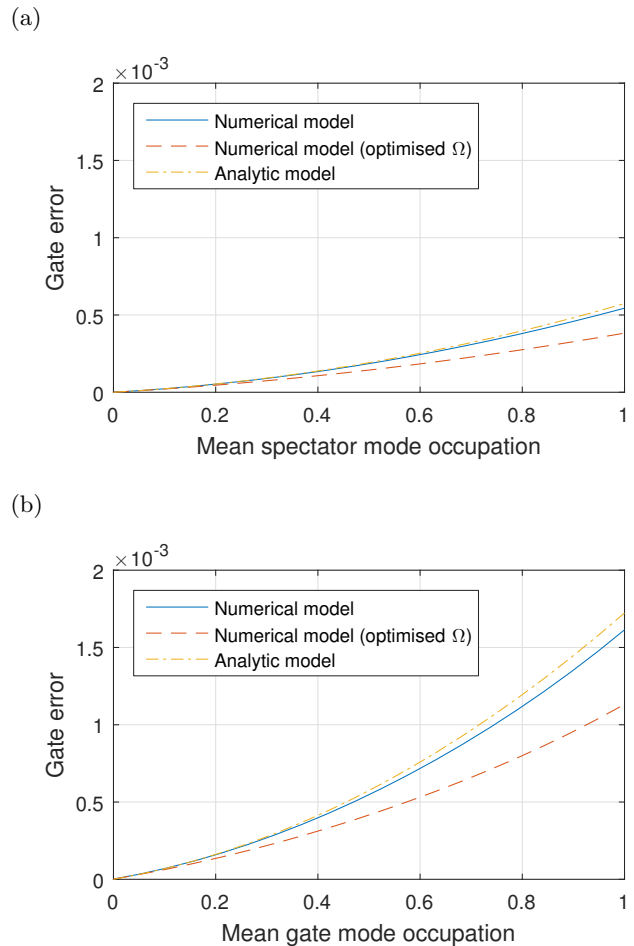 (a)
×10⁻³
2
1.5
1
0.5
0
Gate error
Numerical model
Numerical model (optimised Ω)
Analytic model
0 0.2 0.4 0.6 0.8 1
Mean spectator mode occupation
(b)
×10⁻³
2
1.5
1
0.5
0
Gate error
Numerical model
Numerical model (optimised Ω)
Analytic model
0 0.2 0.4 0.6 0.8 1
Mean gate mode occupation